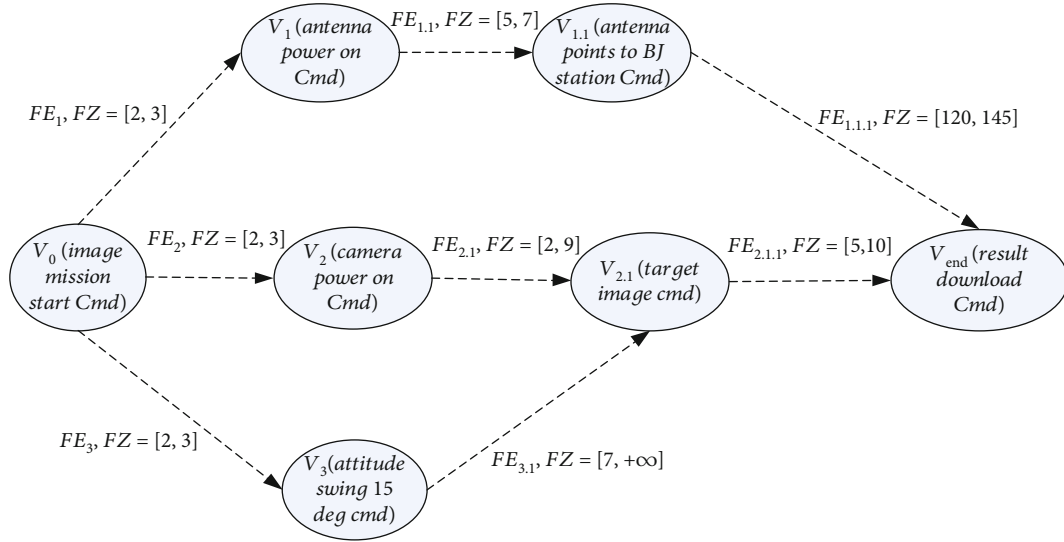 V1 (antenna
power on
Cmd)
FE1.1, FZ = [5, 7]
V1.1 (antenna
points to BJ
station Cmd)
FE1, FZ = [2, 3]
FE1.1.1, FZ = [120, 145]
V0 (image
mission
start Cmd)
FE2, FZ = [2, 3]
V2 (camera
power on
Cmd)
FE2.1, FZ = [2, 9]
V2.1 (target
image cmd)
FE2.1.1, FZ = [5,10]
Vend (result
download
Cmd)
FE3, FZ = [2, 3]
V3(attitude
swing 15
deg cmd)
FE3.1, FZ = [7, +∞]